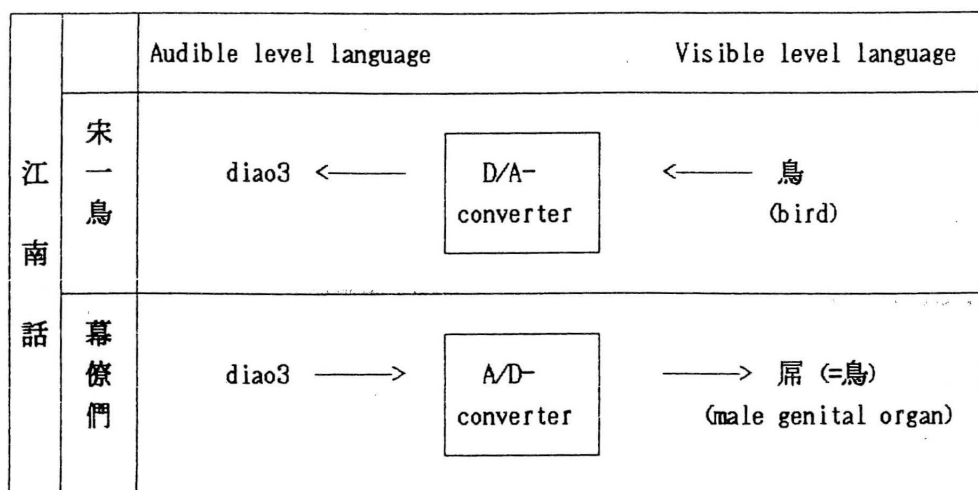 Audible level language	Visible level language
江南話
宋一鳥
diao3 <—— D/A- <—— 鳥
converter (bird)
幕僚們
diao3 ——> A/D- ——> 屌 (=鳥)
converter (male genital organ)